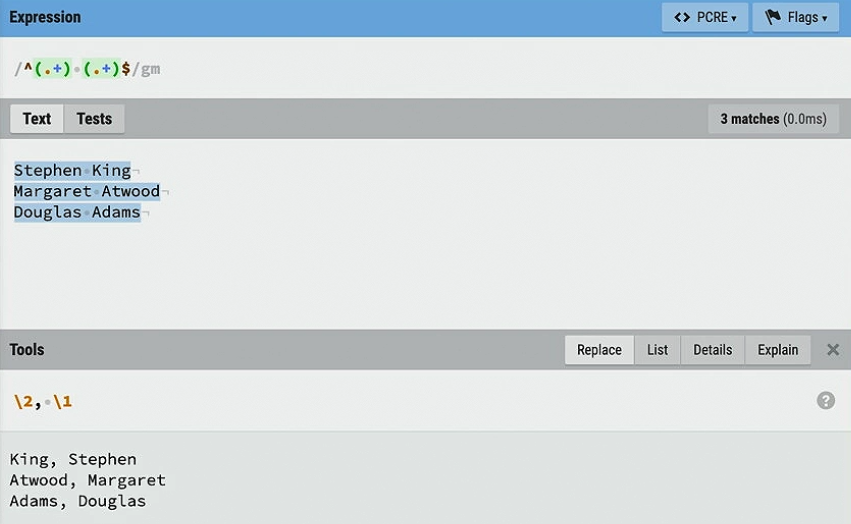 Expression <> PCRE ▾ Flags ▾
/^(.+)·(.+)$/gm
Text Tests 3 matches (0.0ms)
Stephen·King¬
Margaret·Atwood¬
Douglas·Adams¬
Tools Replace List Details Explain ×
\2,·\1 ?
King, Stephen
Atwood, Margaret
Adams, Douglas